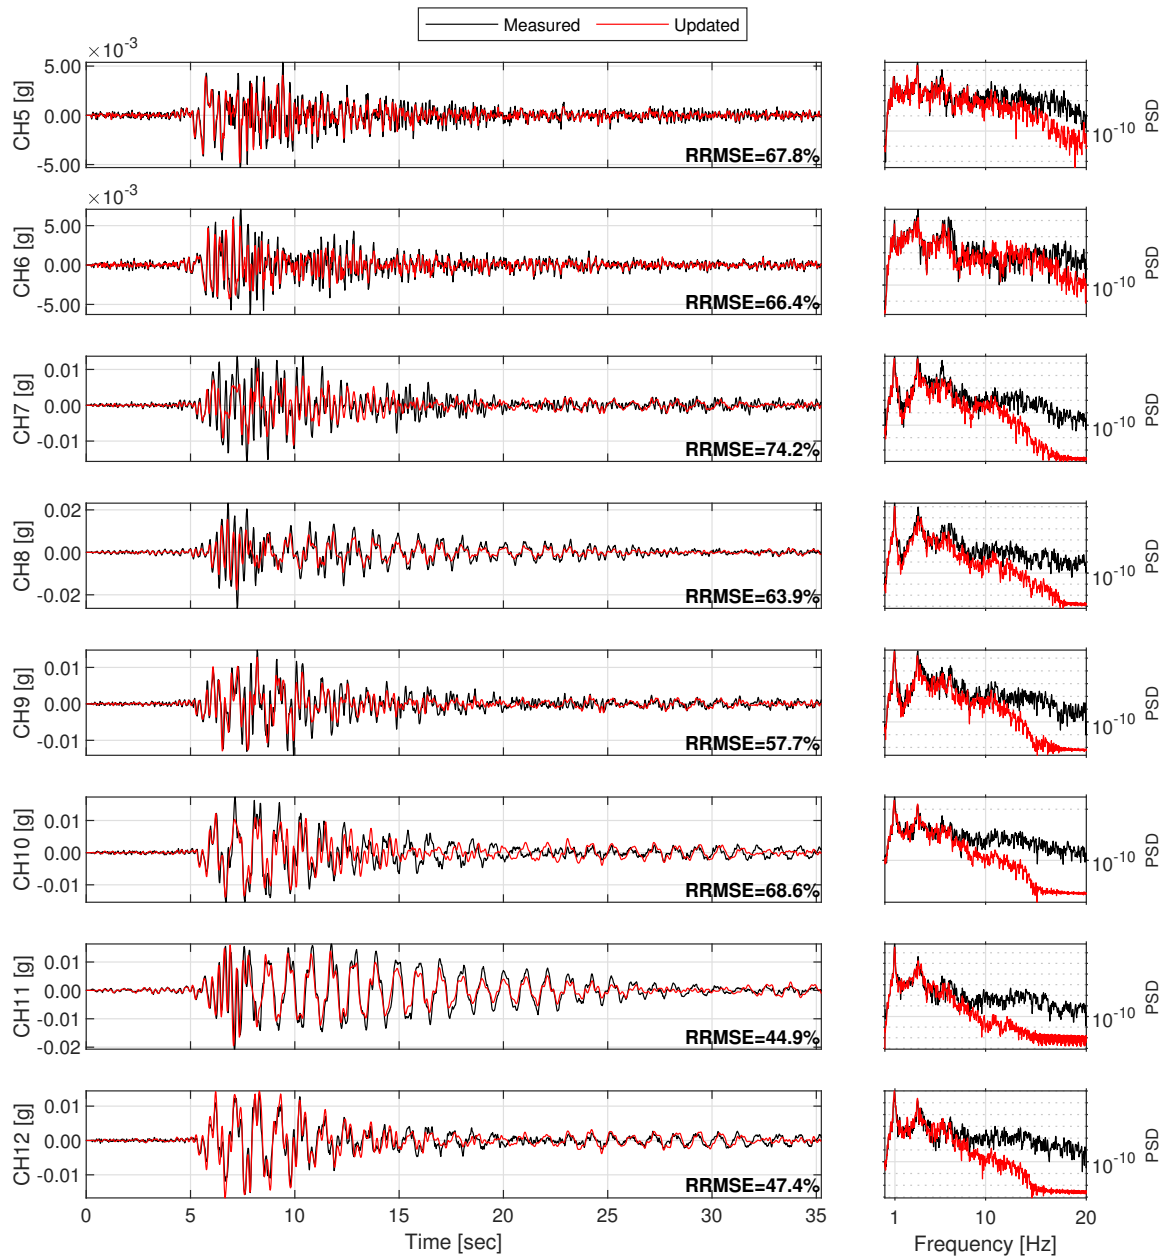 Measured Updated
×10⁻³
5.00
0.00
-5.00
CH5 [g]
RRMSE=67.8%
10⁻¹⁰
PSD
×10⁻³
5.00
0.00
-5.00
CH6 [g]
RRMSE=66.4%
10⁻¹⁰
PSD
0.01
0.00
-0.01
CH7 [g]
RRMSE=74.2%
10⁻¹⁰
PSD
0.02
0.00
-0.02
CH8 [g]
RRMSE=63.9%
10⁻¹⁰
PSD
0.01
0.00
-0.01
CH9 [g]
RRMSE=57.7%
10⁻¹⁰
PSD
0.01
0.00
-0.01
CH10 [g]
RRMSE=68.6%
10⁻¹⁰
PSD
0.01
0.00
-0.01
-0.02
CH11 [g]
RRMSE=44.9%
10⁻¹⁰
PSD
0.01
0.00
-0.01
CH12 [g]
RRMSE=47.4%
10⁻¹⁰
PSD
0 5 10 15 20 25 30 35
Time [sec]
1 10 20
Frequency [Hz]